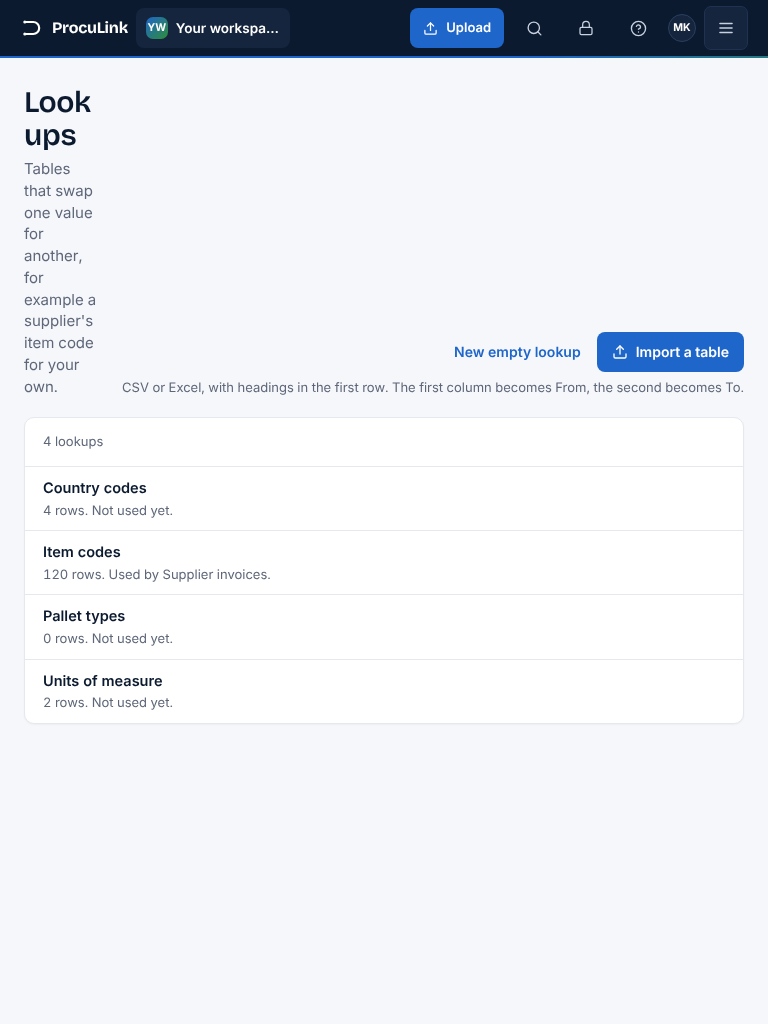 ProcuLink
YW
Your workspa...
Upload
MK
Look
ups
Tables
that swap
one value
for
another,
for
example a
supplier's
item code
for your
own.
New empty lookup
Import a table
CSV or Excel, with headings in the first row. The first column becomes From, the second becomes To.
4 lookups
Country codes
4 rows. Not used yet.
Item codes
120 rows. Used by Supplier invoices.
Pallet types
0 rows. Not used yet.
Units of measure
2 rows. Not used yet.